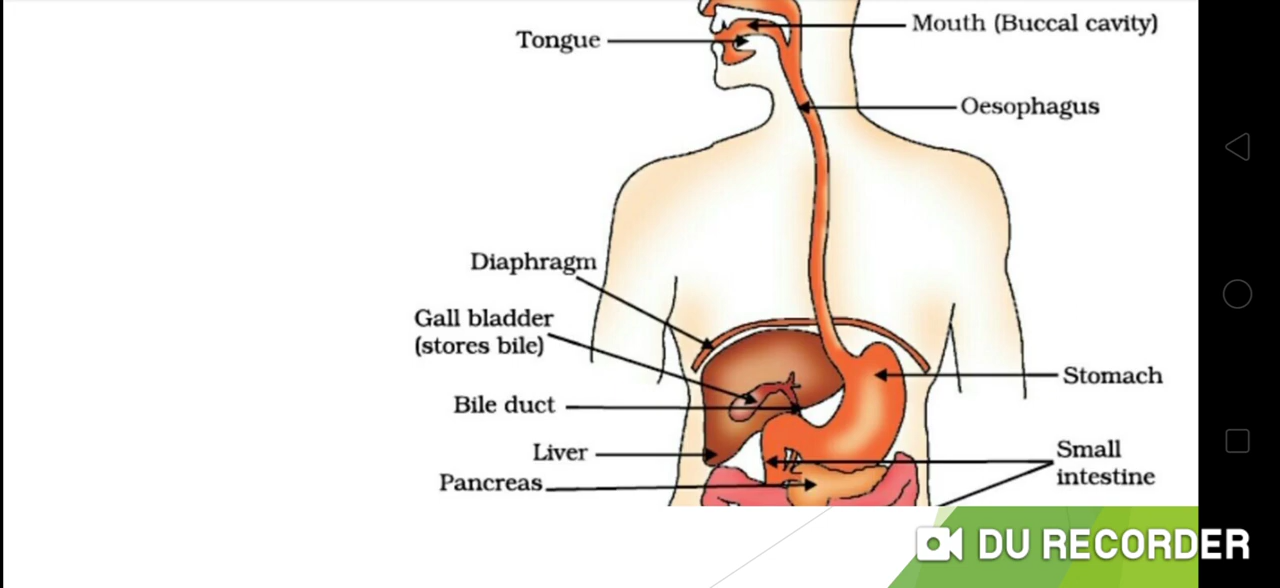 Mouth (Buccal cavity)
Tongue
Oesophagus
Diaphragm
Gall bladder
(stores bile)
Stomach
Bile duct
Liver
Small
intestine
Pancreas
DU RECORDER